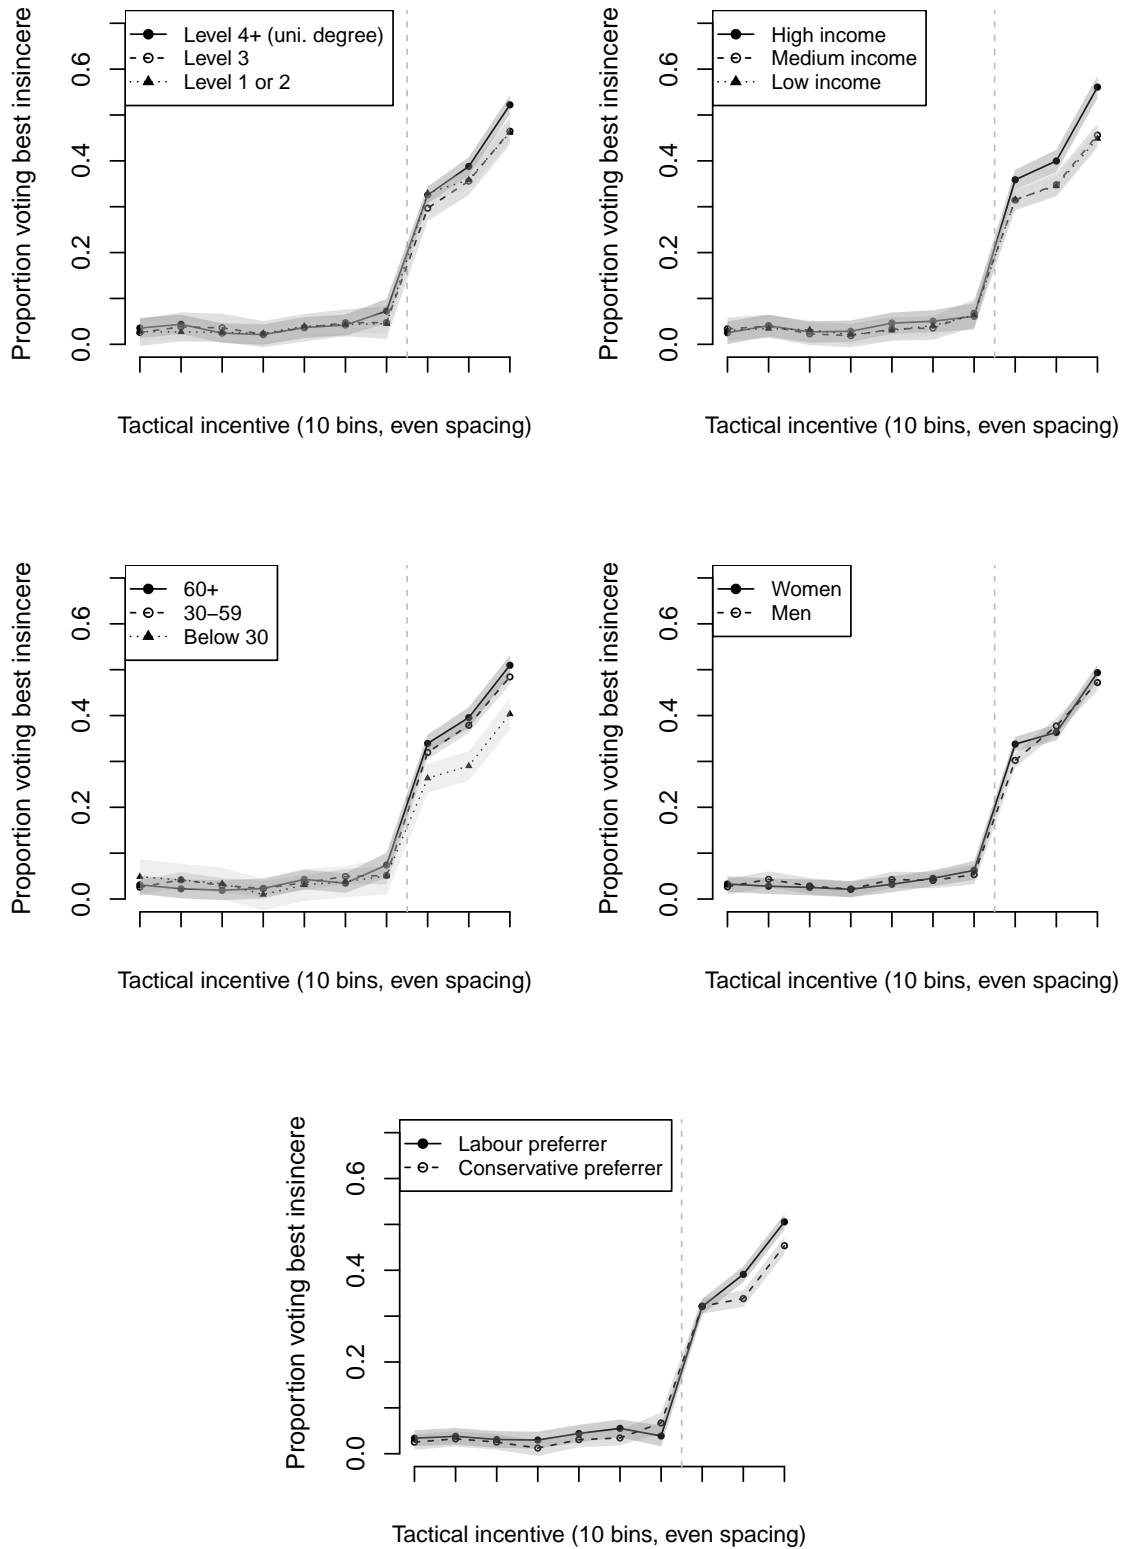 Level 4+ (uni. degree)
Level 3
Level 1 or 2
Proportion voting best insincere
0.0
0.2
0.4
0.6
Tactical incentive (10 bins, even spacing)
High income
Medium income
Low income
Proportion voting best insincere
0.0
0.2
0.4
0.6
Tactical incentive (10 bins, even spacing)
60+
30–59
Below 30
Proportion voting best insincere
0.0
0.2
0.4
0.6
Tactical incentive (10 bins, even spacing)
Women
Men
Proportion voting best insincere
0.0
0.2
0.4
0.6
Tactical incentive (10 bins, even spacing)
Labour preferrer
Conservative preferrer
Proportion voting best insincere
0.0
0.2
0.4
0.6
Tactical incentive (10 bins, even spacing)